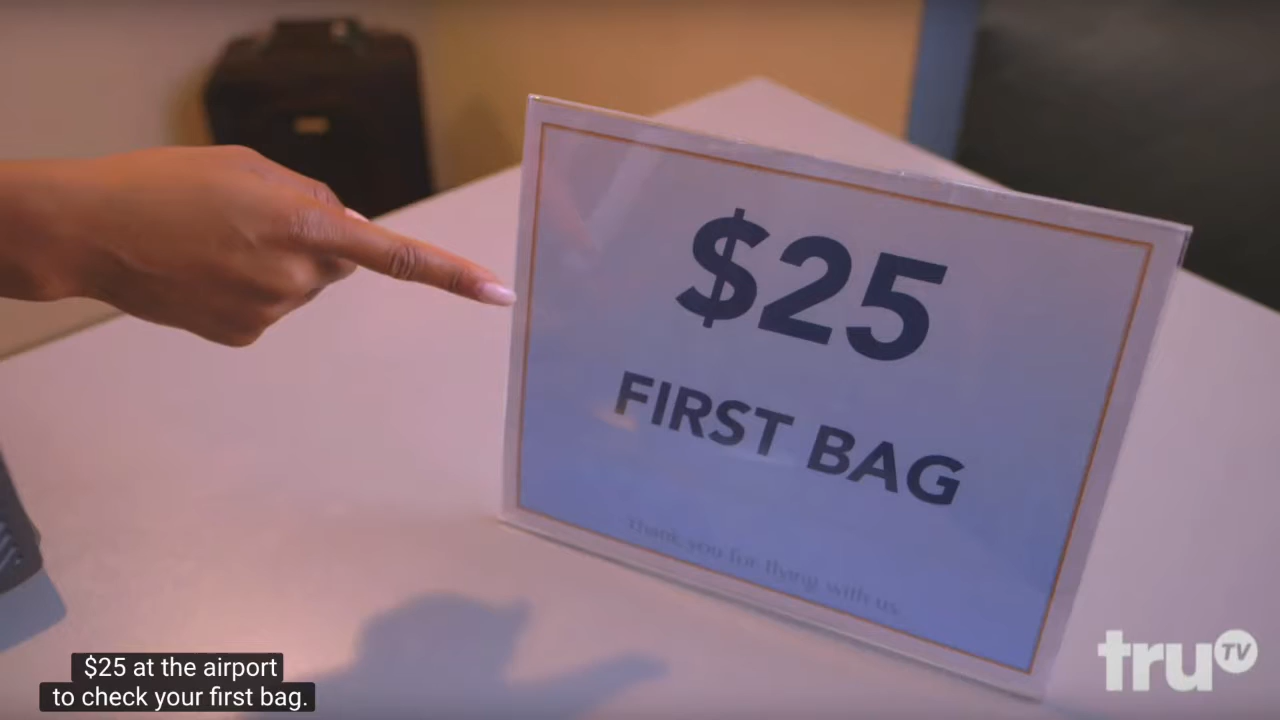 $25
FIRST BAG
Thank you for flying with us.
$25 at the airport
to check your first bag.
truTV